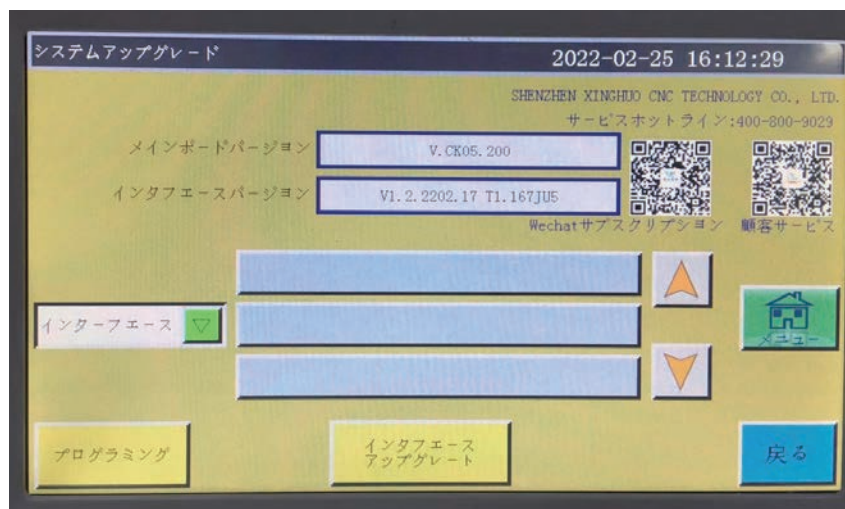 システムアップグレード
2022-02-25 16:12:29
SHENZHEN XINGHUO CNC TECHNOLOGY CO., LTD.
サービスホットライン:400-800-9029
メインボードバージョン
V.CK05.200
インタフエースバージョン
V1.2.2202.17 T1.167JU5
Wechatサブスクリプション
顧客サービス
インターフエース
メニュー
プログラミング
インタフエース
アップグレート
戻る